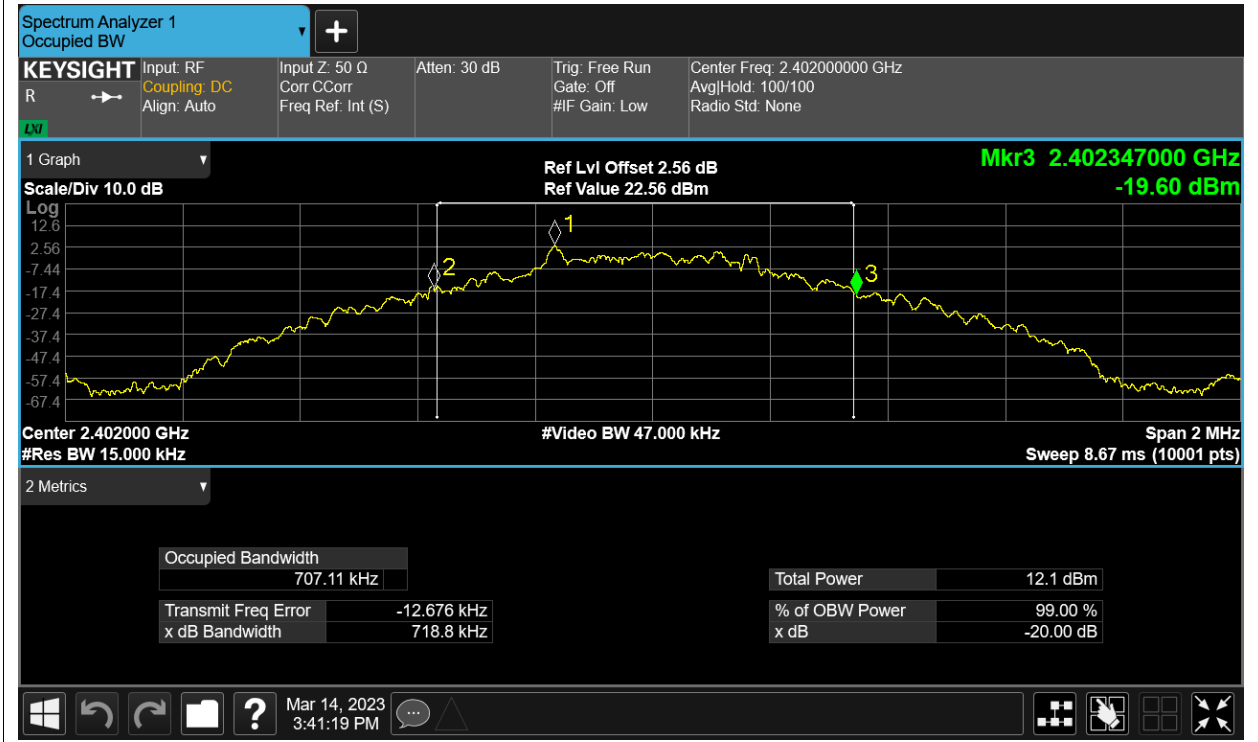 Spectrum Analyzer 1
Occupied BW
KEYSIGHT
R
LXI
Input: RF
Coupling: DC
Align: Auto
Input Z: 50 Ω
Corr CCorr
Freq Ref: Int (S)
Atten: 30 dB
Trig: Free Run
Gate: Off
#IF Gain: Low
Center Freq: 2.402000000 GHz
Avg|Hold: 100/100
Radio Std: None
1 Graph
Scale/Div 10.0 dB
Ref Lvl Offset 2.56 dB
Ref Value 22.56 dBm
Mkr3 2.402347000 GHz
-19.60 dBm
Log
12.6
2.56
-7.44
-17.4
-27.4
-37.4
-47.4
-57.4
-67.4
1
2
3
Center 2.402000 GHz
#Video BW 47.000 kHz
Span 2 MHz
#Res BW 15.000 kHz
Sweep 8.67 ms (10001 pts)
2 Metrics
Occupied Bandwidth
707.11 kHz
Total Power 12.1 dBm
Transmit Freq Error -12.676 kHz
% of OBW Power 99.00 %
x dB Bandwidth 718.8 kHz
x dB -20.00 dB
?
Mar 14, 2023
3:41:19 PM